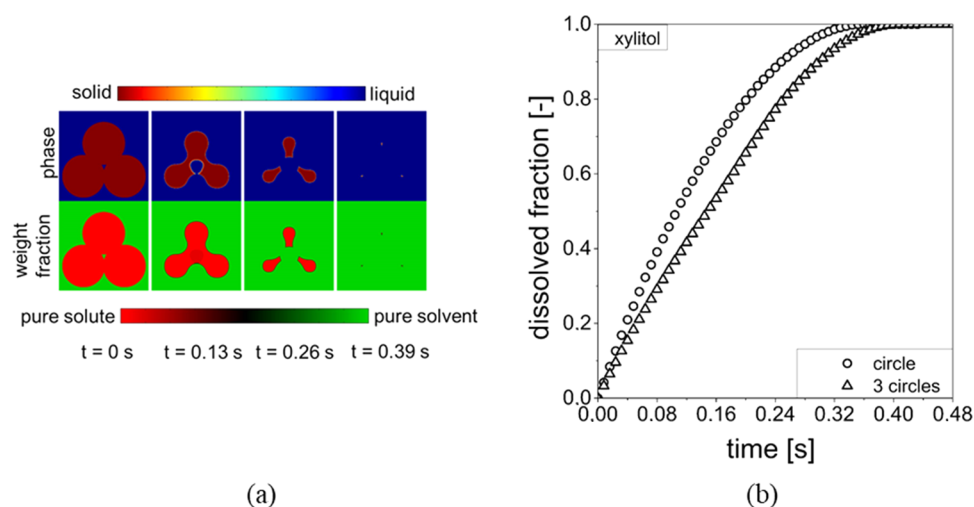 solid
liquid
phase
weight
fraction
pure solute
pure solvent
t = 0 s
t = 0.13 s
t = 0.26 s
t = 0.39 s
(a)
xylitol
dissolved fraction [-]
1.0
0.8
0.6
0.4
0.2
0.0
0.00
0.08
0.16
0.24
0.32
0.40
0.48
circle
3 circles
time [s]
(b)